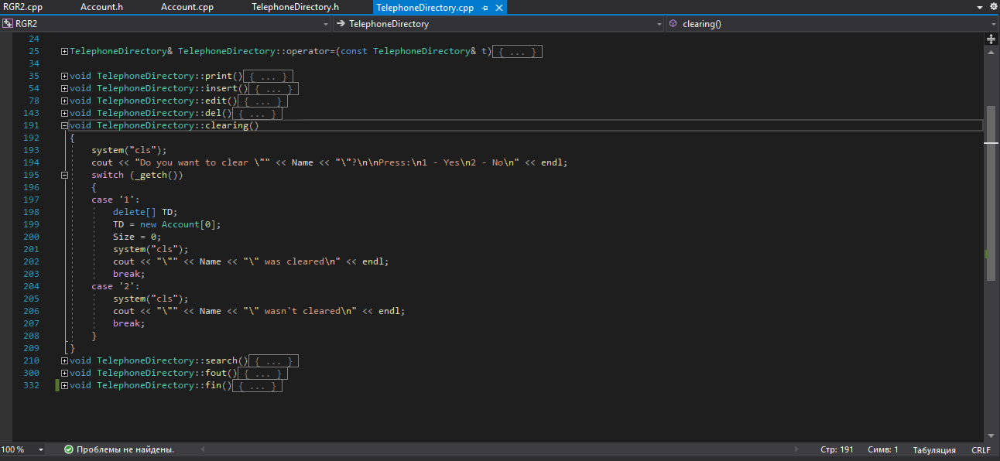 RGR2.cpp Account.h Account.cpp TelephoneDirectory.h TelephoneDirectory.cpp
RGR2 TelephoneDirectory clearing()
24
25 TelephoneDirectory& TelephoneDirectory::operator=(const TelephoneDirectory& t){ ... }
34
35 void TelephoneDirectory::print(){ ... }
54 void TelephoneDirectory::insert(){ ... }
78 void TelephoneDirectory::edit(){ ... }
143 void TelephoneDirectory::del(){ ... }
191 void TelephoneDirectory::clearing()
192 {
193 system("cls");
194 cout << "Do you want to clear \"" << Name << "\"?\n\nPress:\n1 - Yes\n2 - No\n" << endl;
195 switch (_getch())
196 {
197 case '1':
198 delete[] TD;
199 TD = new Account[0];
200 Size = 0;
201 system("cls");
202 cout << "\"" << Name << "\" was cleared\n" << endl;
203 break;
204 case '2':
205 system("cls");
206 cout << "\"" << Name << "\" wasn't cleared\n" << endl;
207 break;
208 }
209 }
210 void TelephoneDirectory::search(){ ... }
300 void TelephoneDirectory::fout(){ ... }
332 void TelephoneDirectory::fin(){ ... }
100 % Проблемы не найдены. Стр: 191 Симв: 1 Табуляция CRLF